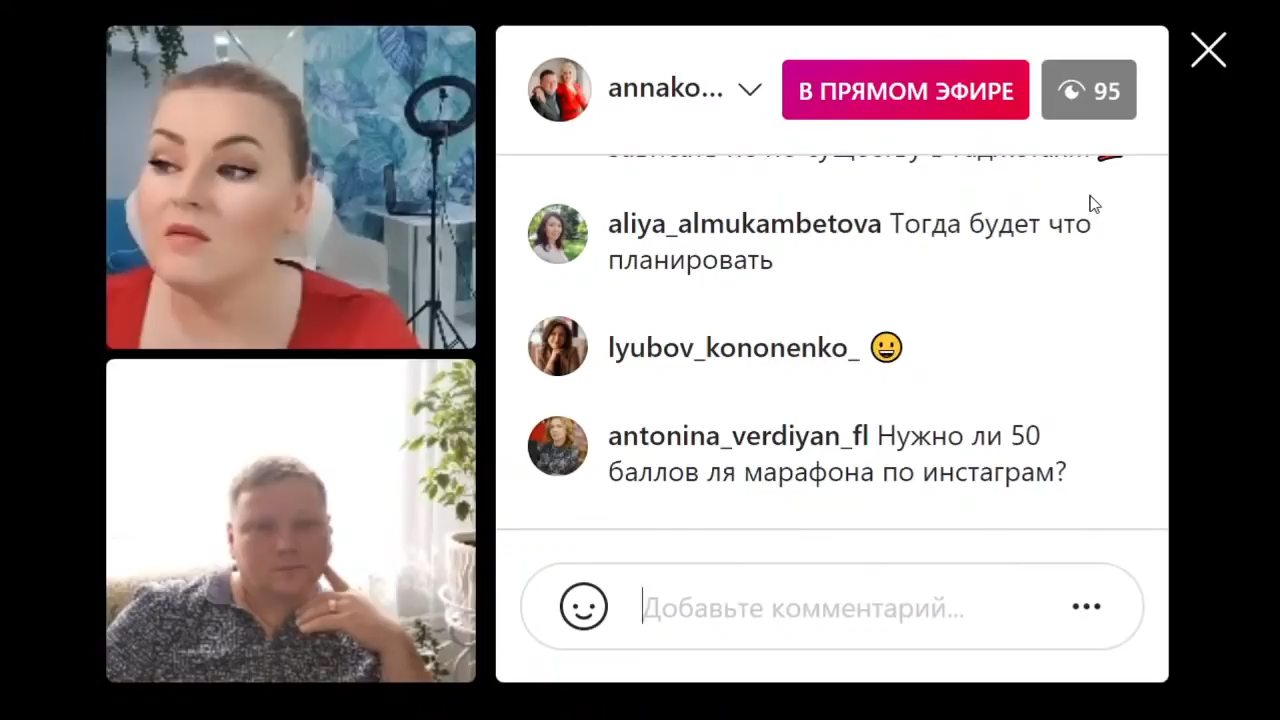 annako...
В ПРЯМОМ ЭФИРЕ
95
aliya_almukambetova Тогда будет что
планировать
lyubov_kononenko_ 😀
antonina_verdiyan_fl Нужно ли 50
баллов ля марафона по инстаграм?
Добавьте комментарий...